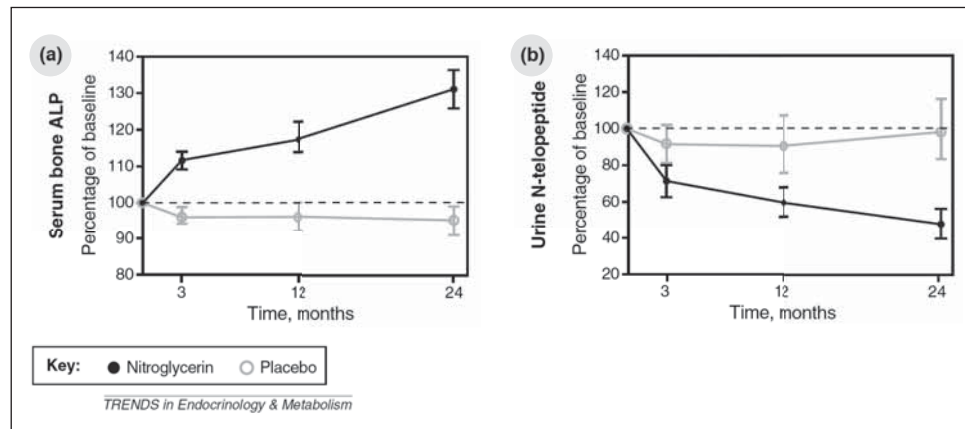 (a)
Serum bone ALP
Percentage of baseline
140
130
120
110
100
90
80
3
12
24
Time, months
(b)
Urine N-telopeptide
Percentage of baseline
140
120
100
80
60
40
20
3
12
24
Time, months
Key: Nitroglycerin Placebo
TRENDS in Endocrinology & Metabolism